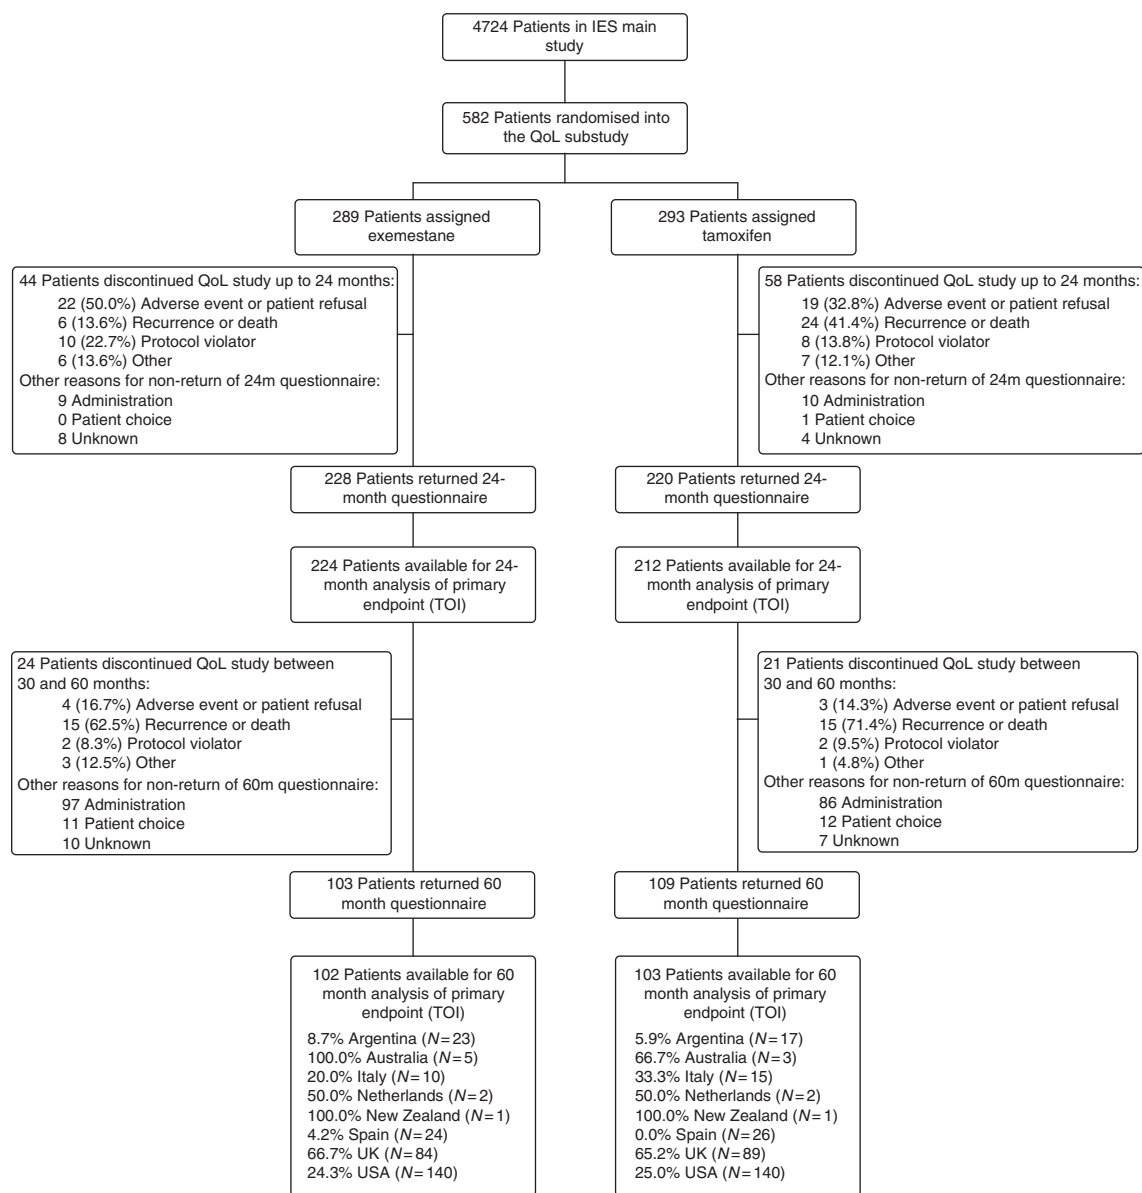 4724 Patients in IES main
study
582 Patients randomised into
the QoL substudy
289 Patients assigned
exemestane
293 Patients assigned
tamoxifen
44 Patients discontinued QoL study up to 24 months:
22 (50.0%) Adverse event or patient refusal
6 (13.6%) Recurrence or death
10 (22.7%) Protocol violator
6 (13.6%) Other
Other reasons for non-return of 24m questionnaire:
9 Administration
0 Patient choice
8 Unknown
58 Patients discontinued QoL study up to 24 months:
19 (32.8%) Adverse event or patient refusal
24 (41.4%) Recurrence or death
8 (13.8%) Protocol violator
7 (12.1%) Other
Other reasons for non-return of 24m questionnaire:
10 Administration
1 Patient choice
4 Unknown
228 Patients returned 24-
month questionnaire
220 Patients returned 24-
month questionnaire
224 Patients available for 24-
month analysis of primary
endpoint (TOI)
212 Patients available for 24-
month analysis of primary
endpoint (TOI)
24 Patients discontinued QoL study between
30 and 60 months:
4 (16.7%) Adverse event or patient refusal
15 (62.5%) Recurrence or death
2 (8.3%) Protocol violator
3 (12.5%) Other
Other reasons for non-return of 60m questionnaire:
97 Administration
11 Patient choice
10 Unknown
21 Patients discontinued QoL study between
30 and 60 months:
3 (14.3%) Adverse event or patient refusal
15 (71.4%) Recurrence or death
2 (9.5%) Protocol violator
1 (4.8%) Other
Other reasons for non-return of 60m questionnaire:
86 Administration
12 Patient choice
7 Unknown
103 Patients returned 60
month questionnaire
109 Patients returned 60
month questionnaire
102 Patients available for 60
month analysis of primary
endpoint (TOI)
8.7% Argentina (N=23)
100.0% Australia (N=5)
20.0% Italy (N=10)
50.0% Netherlands (N=2)
100.0% New Zealand (N=1)
4.2% Spain (N=24)
66.7% UK (N=84)
24.3% USA (N=140)
103 Patients available for 60
month analysis of primary
endpoint (TOI)
5.9% Argentina (N=17)
66.7% Australia (N=3)
33.3% Italy (N=15)
50.0% Netherlands (N=2)
100.0% New Zealand (N=1)
0.0% Spain (N=26)
65.2% UK (N=89)
25.0% USA (N=140)